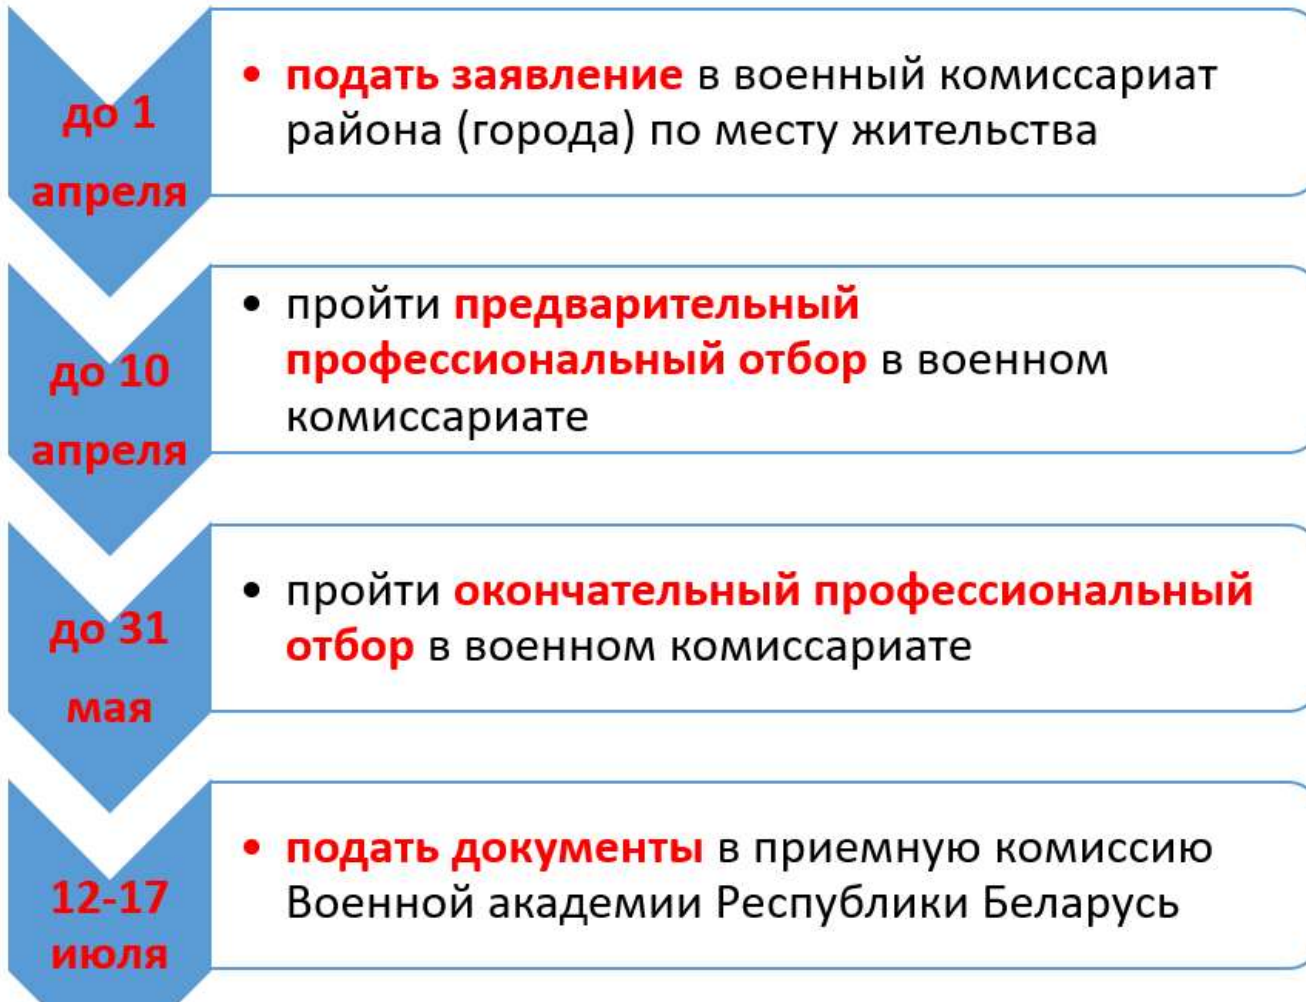 до 1
апреля
• подать заявление в военный комиссариат
района (города) по месту жительства
до 10
апреля
• пройти предварительный
профессиональный отбор в военном
комиссариате
до 31
мая
• пройти окончательный профессиональный
отбор в военном комиссариате
12-17
июля
• подать документы в приемную комиссию
Военной академии Республики Беларусь